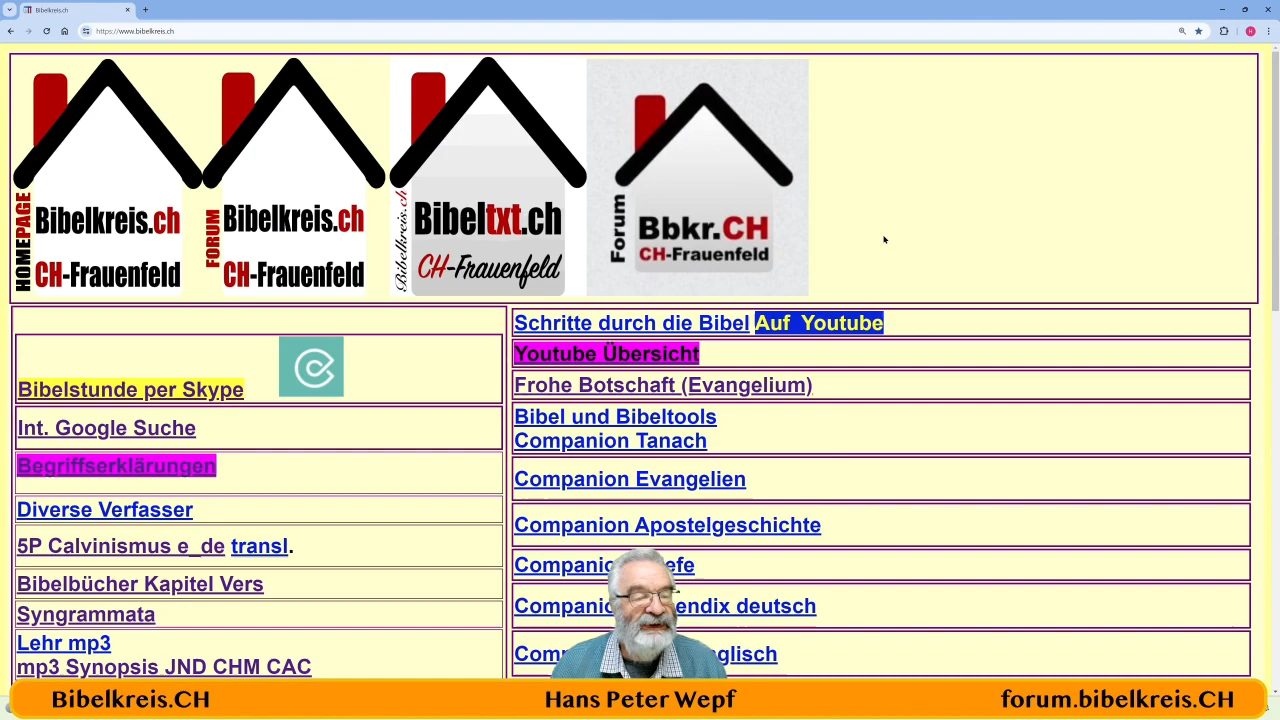 Bibelkreis.ch
https://www.bibelkreis.ch
HOMEPAGE
Bibelkreis.ch
CH-Frauenfeld
FORUM
Bibelkreis.ch
CH-Frauenfeld
Bibelkreis.ch
Bibeltxt.ch
CH-Frauenfeld
Forum
Bbkr.CH
CH-Frauenfeld
Bibelstunde per Skype
Int. Google Suche
Begriffserklärungen
Diverse Verfasser
5P Calvinismus e_de transl.
Bibelbücher Kapitel Vers
Syngrammata
Lehr mp3
mp3 Synopsis JND CHM CAC
Schritte durch die Bibel Auf Youtube
Youtube Übersicht
Frohe Botschaft (Evangelium)
Bibel und Bibeltools
Companion Tanach
Companion Evangelien
Companion Apostelgeschichte
Bibelkreis.CH
Hans Peter Wepf
forum.bibelkreis.CH